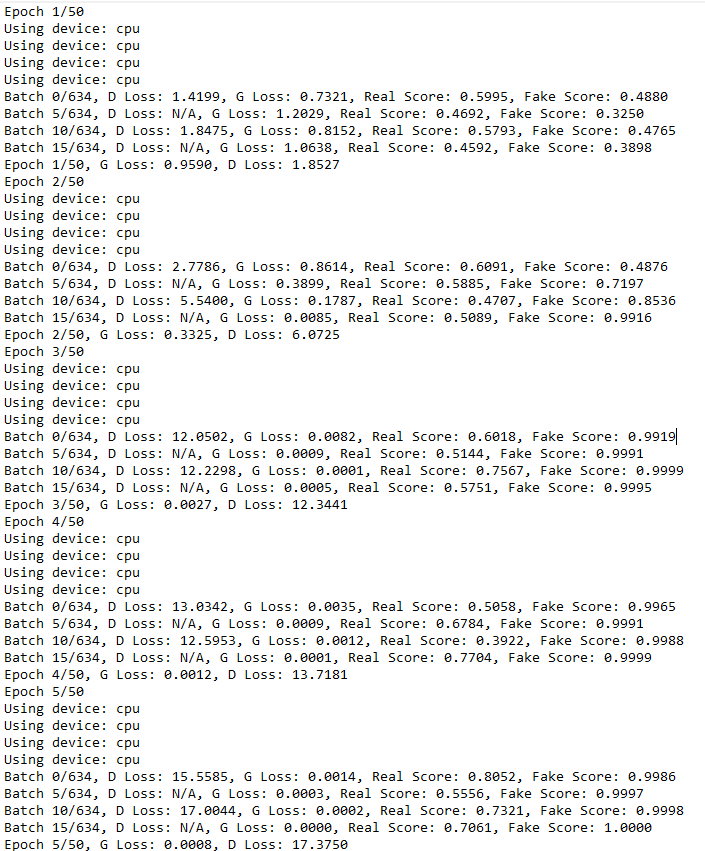 Epoch 1/50
Using device: cpu
Using device: cpu
Using device: cpu
Using device: cpu
Batch 0/634, D Loss: 1.4199, G Loss: 0.7321, Real Score: 0.5995, Fake Score: 0.4880
Batch 5/634, D Loss: N/A, G Loss: 1.2029, Real Score: 0.4692, Fake Score: 0.3250
Batch 10/634, D Loss: 1.8475, G Loss: 0.8152, Real Score: 0.5793, Fake Score: 0.4765
Batch 15/634, D Loss: N/A, G Loss: 1.0638, Real Score: 0.4592, Fake Score: 0.3898
Epoch 1/50, G Loss: 0.9590, D Loss: 1.8527
Epoch 2/50
Using device: cpu
Using device: cpu
Using device: cpu
Using device: cpu
Batch 0/634, D Loss: 2.7786, G Loss: 0.8614, Real Score: 0.6091, Fake Score: 0.4876
Batch 5/634, D Loss: N/A, G Loss: 0.3899, Real Score: 0.5885, Fake Score: 0.7197
Batch 10/634, D Loss: 5.5400, G Loss: 0.1787, Real Score: 0.4707, Fake Score: 0.8536
Batch 15/634, D Loss: N/A, G Loss: 0.0085, Real Score: 0.5089, Fake Score: 0.9916
Epoch 2/50, G Loss: 0.3325, D Loss: 6.0725
Epoch 3/50
Using device: cpu
Using device: cpu
Using device: cpu
Using device: cpu
Batch 0/634, D Loss: 12.0502, G Loss: 0.0082, Real Score: 0.6018, Fake Score: 0.9919
Batch 5/634, D Loss: N/A, G Loss: 0.0009, Real Score: 0.5144, Fake Score: 0.9991
Batch 10/634, D Loss: 12.2298, G Loss: 0.0001, Real Score: 0.7567, Fake Score: 0.9999
Batch 15/634, D Loss: N/A, G Loss: 0.0005, Real Score: 0.5751, Fake Score: 0.9995
Epoch 3/50, G Loss: 0.0027, D Loss: 12.3441
Epoch 4/50
Using device: cpu
Using device: cpu
Using device: cpu
Using device: cpu
Batch 0/634, D Loss: 13.0342, G Loss: 0.0035, Real Score: 0.5058, Fake Score: 0.9965
Batch 5/634, D Loss: N/A, G Loss: 0.0009, Real Score: 0.6784, Fake Score: 0.9991
Batch 10/634, D Loss: 12.5953, G Loss: 0.0012, Real Score: 0.3922, Fake Score: 0.9988
Batch 15/634, D Loss: N/A, G Loss: 0.0001, Real Score: 0.7704, Fake Score: 0.9999
Epoch 4/50, G Loss: 0.0012, D Loss: 13.7181
Epoch 5/50
Using device: cpu
Using device: cpu
Using device: cpu
Using device: cpu
Batch 0/634, D Loss: 15.5585, G Loss: 0.0014, Real Score: 0.8052, Fake Score: 0.9986
Batch 5/634, D Loss: N/A, G Loss: 0.0003, Real Score: 0.5556, Fake Score: 0.9997
Batch 10/634, D Loss: 17.0044, G Loss: 0.0002, Real Score: 0.7321, Fake Score: 0.9998
Batch 15/634, D Loss: N/A, G Loss: 0.0000, Real Score: 0.7061, Fake Score: 1.0000
Epoch 5/50, G Loss: 0.0008, D Loss: 17.3750